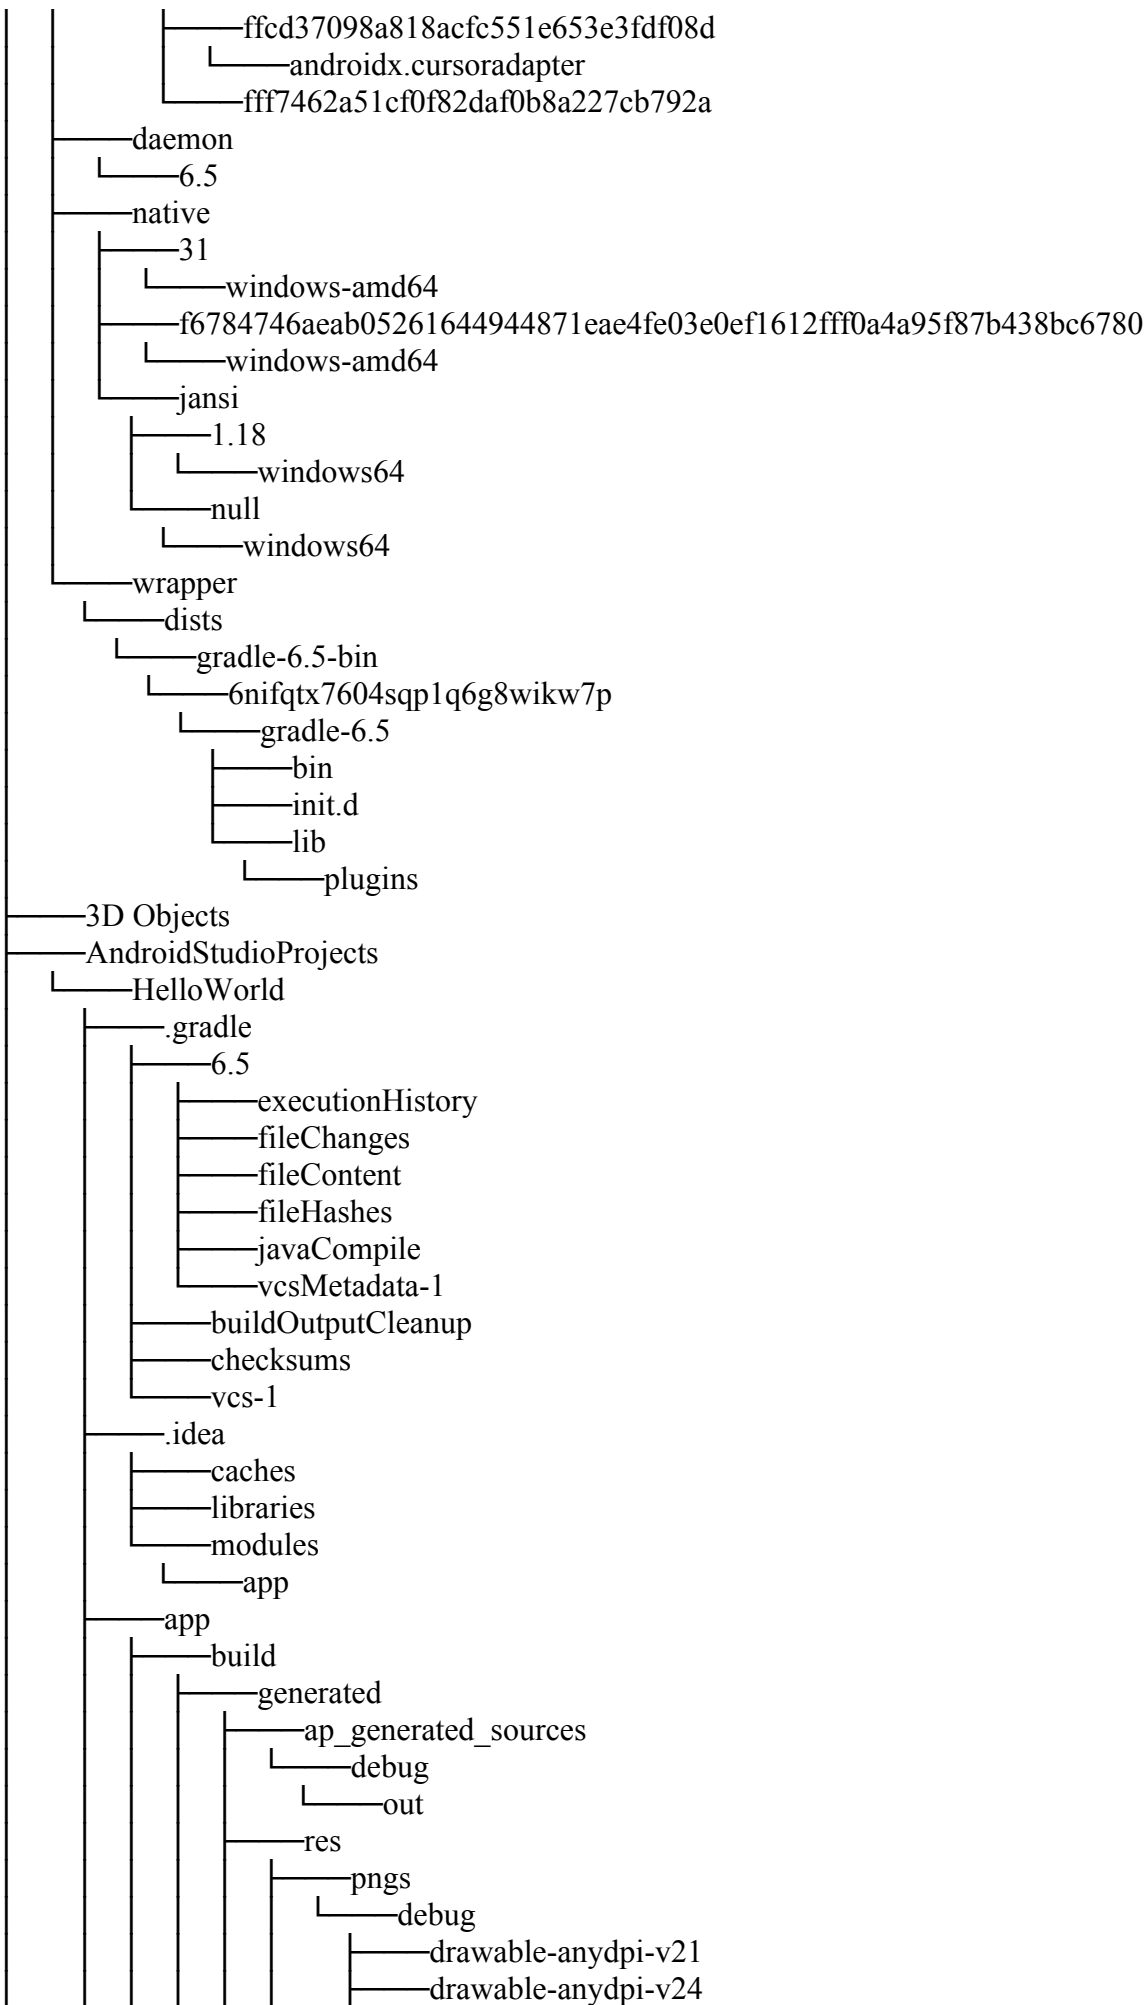 ffcd37098a818acfc551e653e3fdf08d
androidx.cursoradapter
fff7462a51cf0f82daf0b8a227cb792a
daemon
6.5
native
31
windows-amd64
f6784746aeab05261644944871eae4fe03e0ef1612fff0a4a95f87b438bc6780
windows-amd64
jansi
1.18
windows64
null
windows64
wrapper
dists
gradle-6.5-bin
6nifqtx7604sqp1q6g8wikw7p
gradle-6.5
bin
init.d
lib
plugins
3D Objects
AndroidStudioProjects
HelloWorld
.gradle
6.5
executionHistory
fileChanges
fileContent
fileHashes
javaCompile
vcsMetadata-1
buildOutputCleanup
checksums
vcs-1
.idea
caches
libraries
modules
app
app
build
generated
ap_generated_sources
debug
out
res
pngs
debug
drawable-anydpi-v21
drawable-anydpi-v24